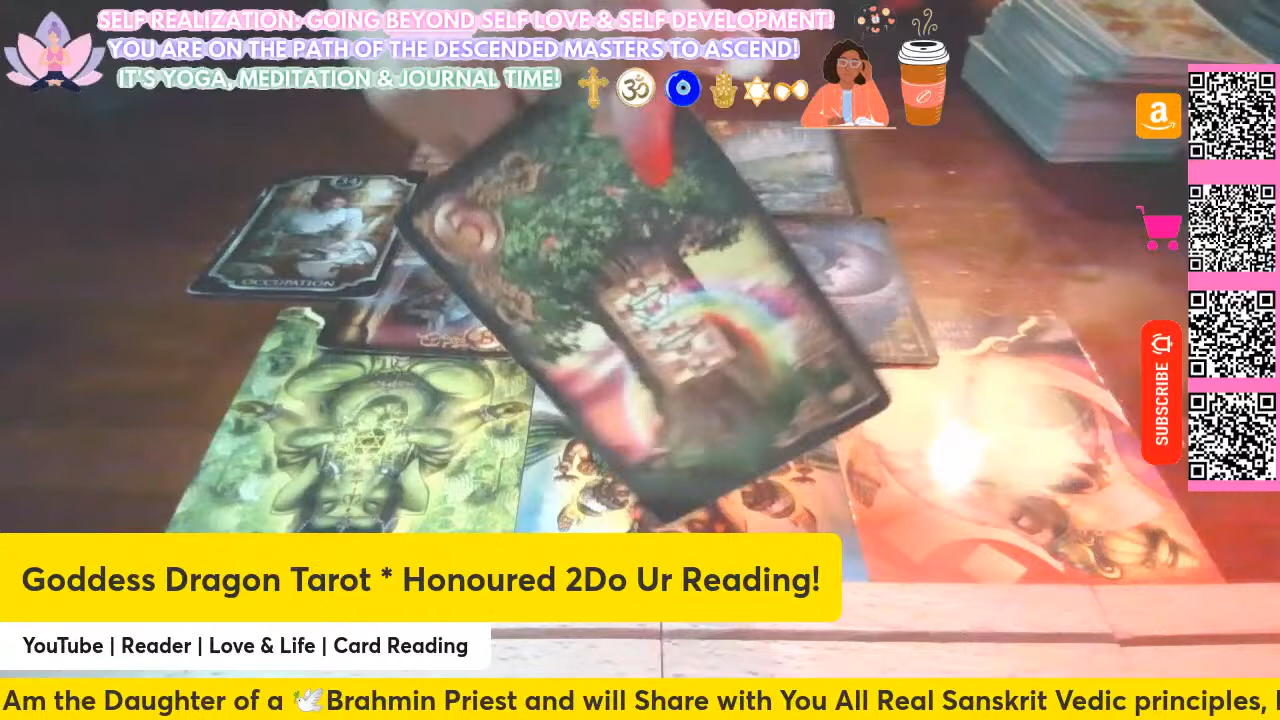 SELF REALIZATION: GOING BEYOND SELF LOVE & SELF DEVELOPMENT!
YOU ARE ON THE PATH OF THE DESCENDED MASTERS TO ASCEND!
IT'S YOGA, MEDITATION & JOURNAL TIME!
ॐ
a
34
OCCUPATION
SUBSCRIBE
Goddess Dragon Tarot * Honoured 2Do Ur Reading!
YouTube | Reader | Love & Life | Card Reading
Am the Daughter of a 🕊️Brahmin Priest and will Share with You All Real Sanskrit Vedic principles,